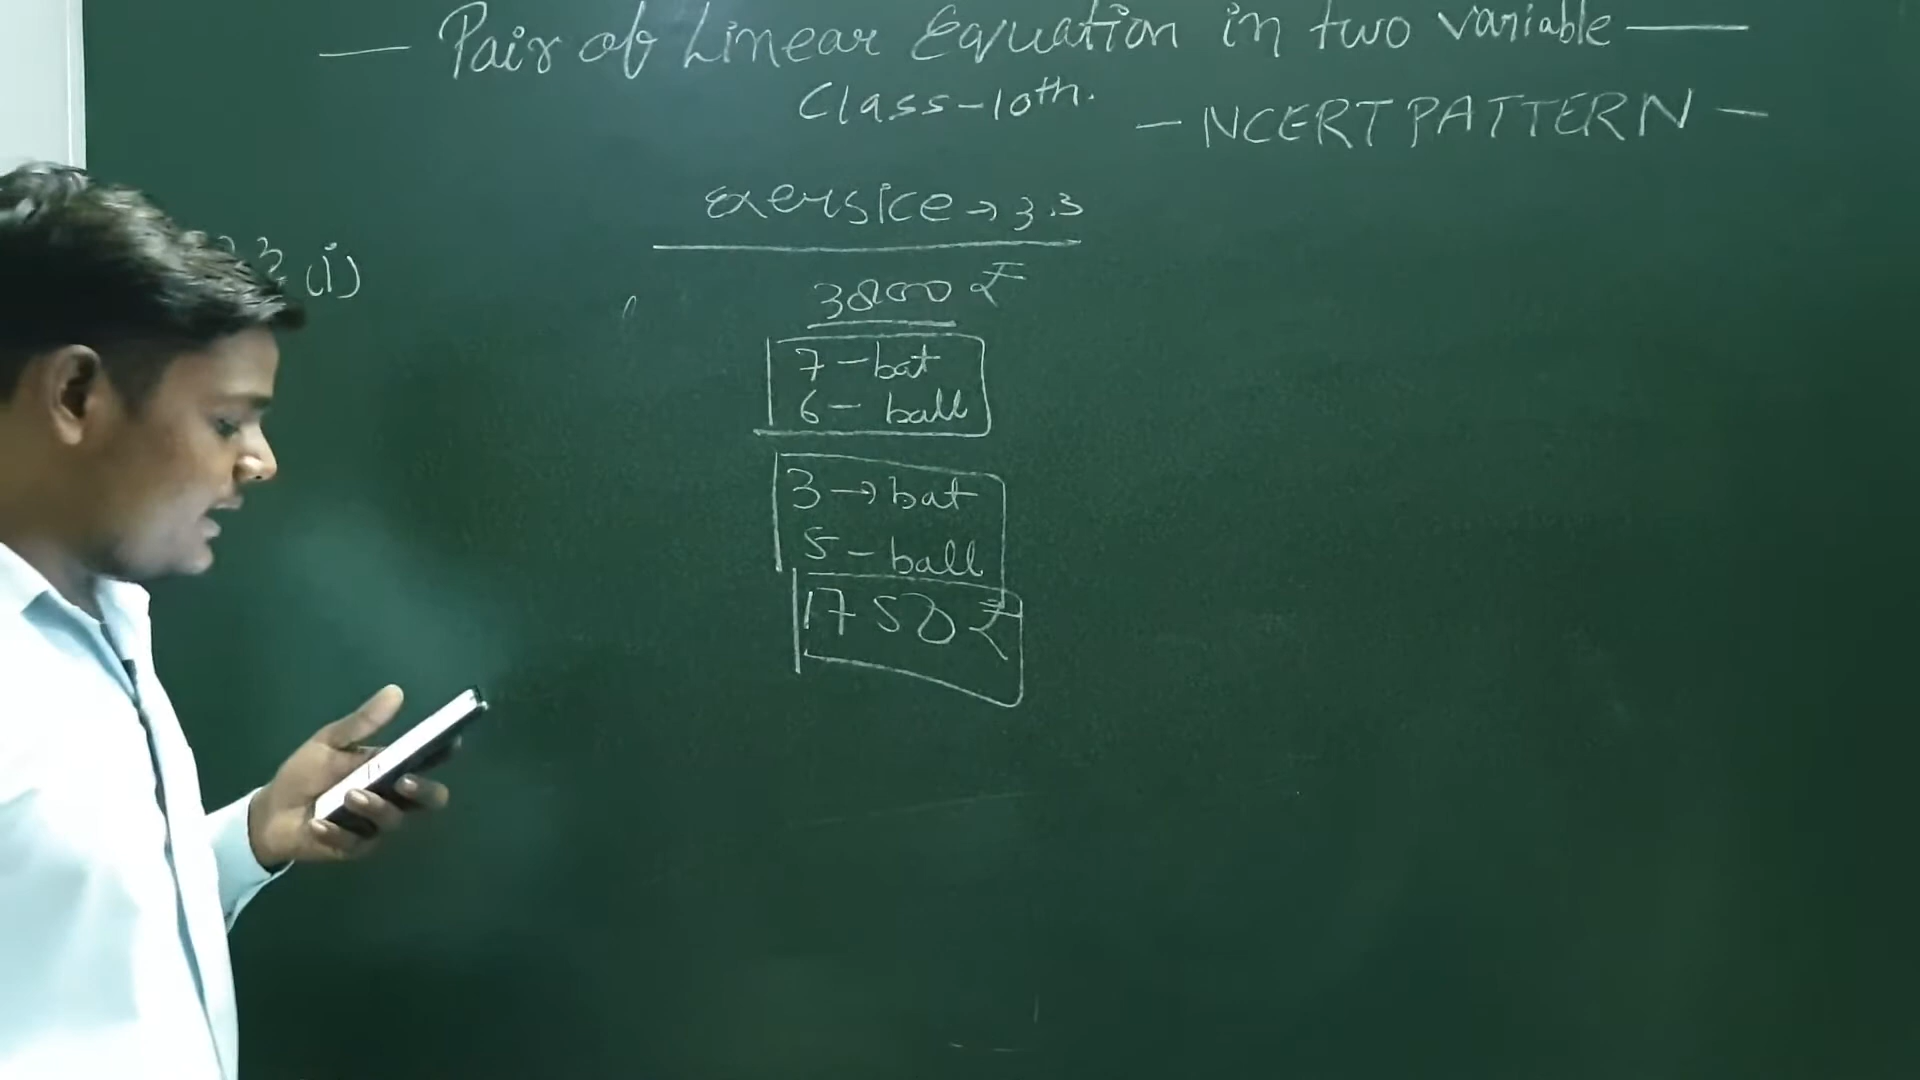 — Pair of Linear Equation in two variable —
Class-10th.
— NCERT PATTERN —
exersice → 3.3
(i)
3800 ₹
7 - bat
6 - ball
3 → bat
5 - ball
1750 ₹